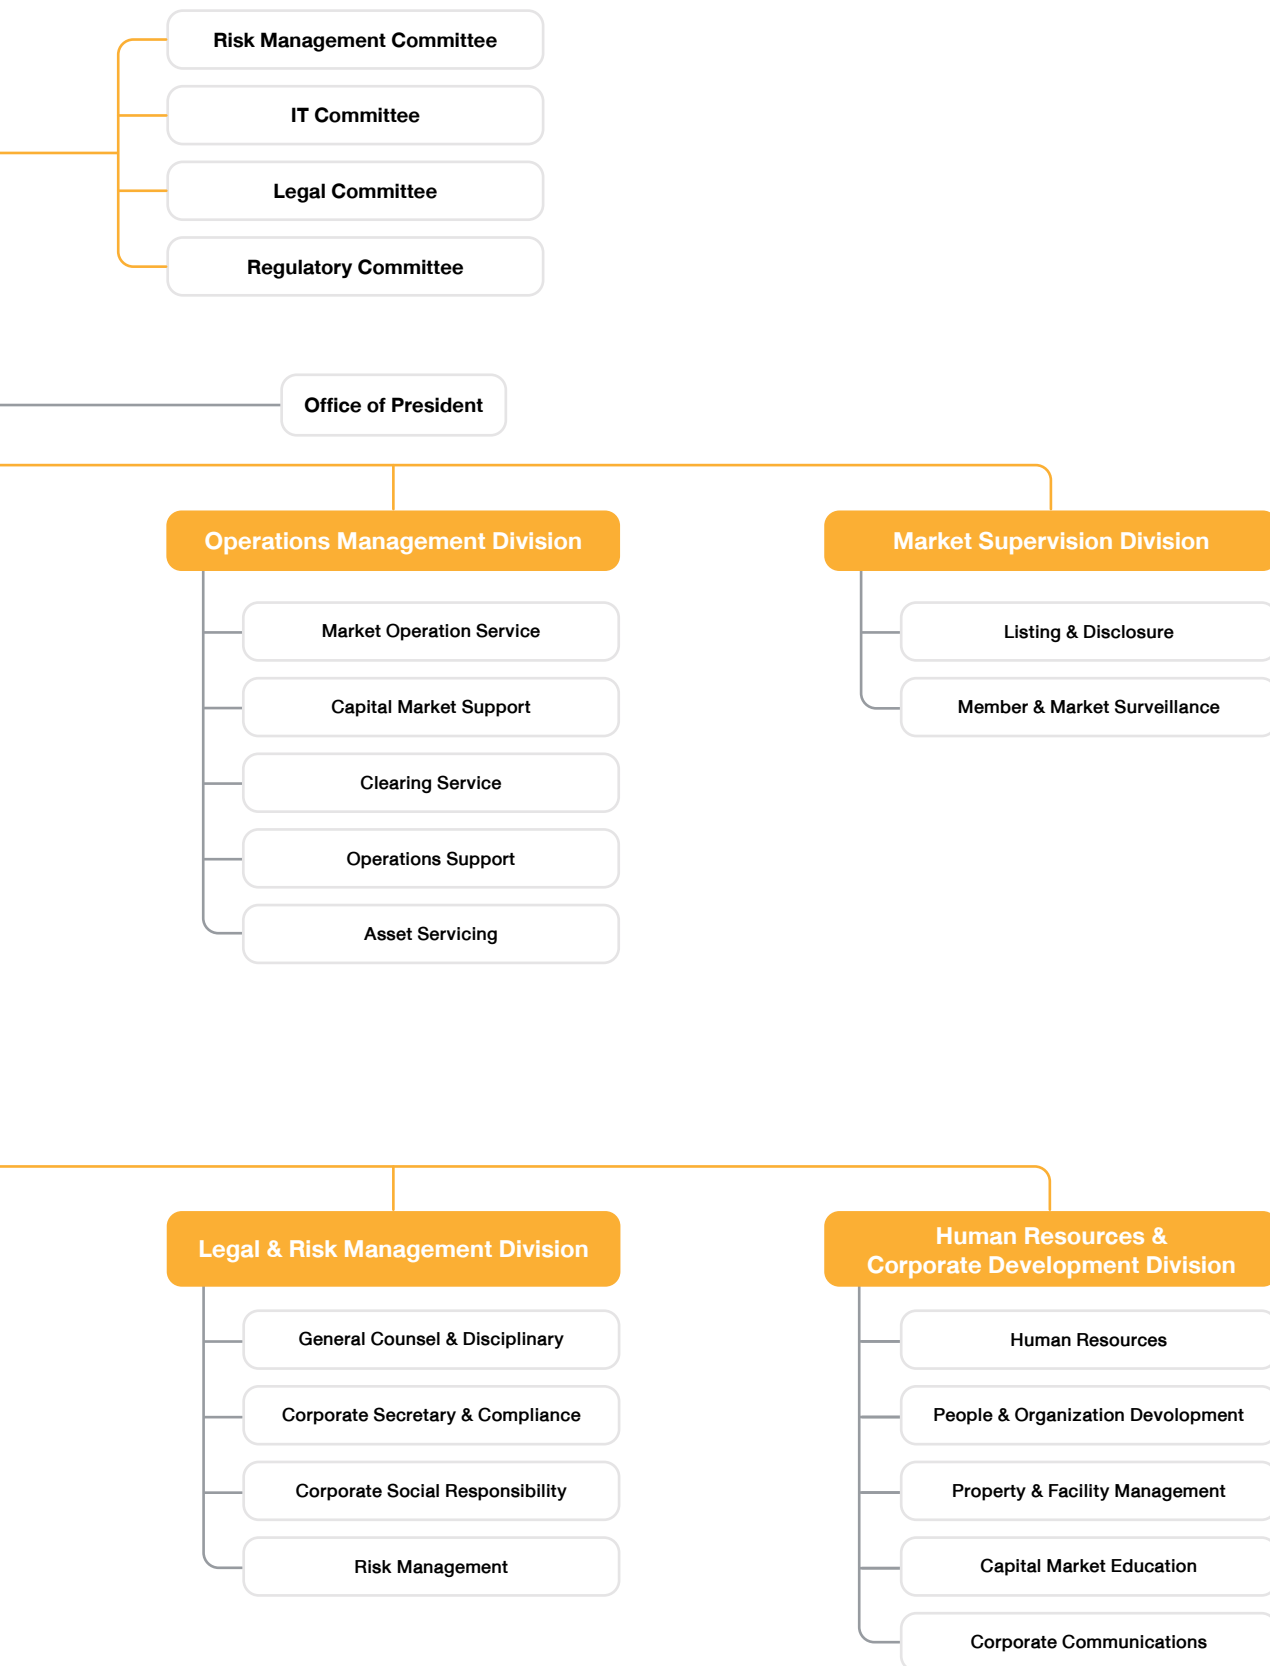 Risk Management Committee
IT Committee
Legal Committee
Regulatory Committee
Office of President
Operations Management Division
Market Operation Service
Capital Market Support
Clearing Service
Operations Support
Asset Servicing
Market Supervision Division
Listing & Disclosure
Member & Market Surveillance
Legal & Risk Management Division
General Counsel & Disciplinary
Corporate Secretary & Compliance
Corporate Social Responsibility
Risk Management
Human Resources &
Corporate Development Division
Human Resources
People & Organization Devolopment
Property & Facility Management
Capital Market Education
Corporate Communications